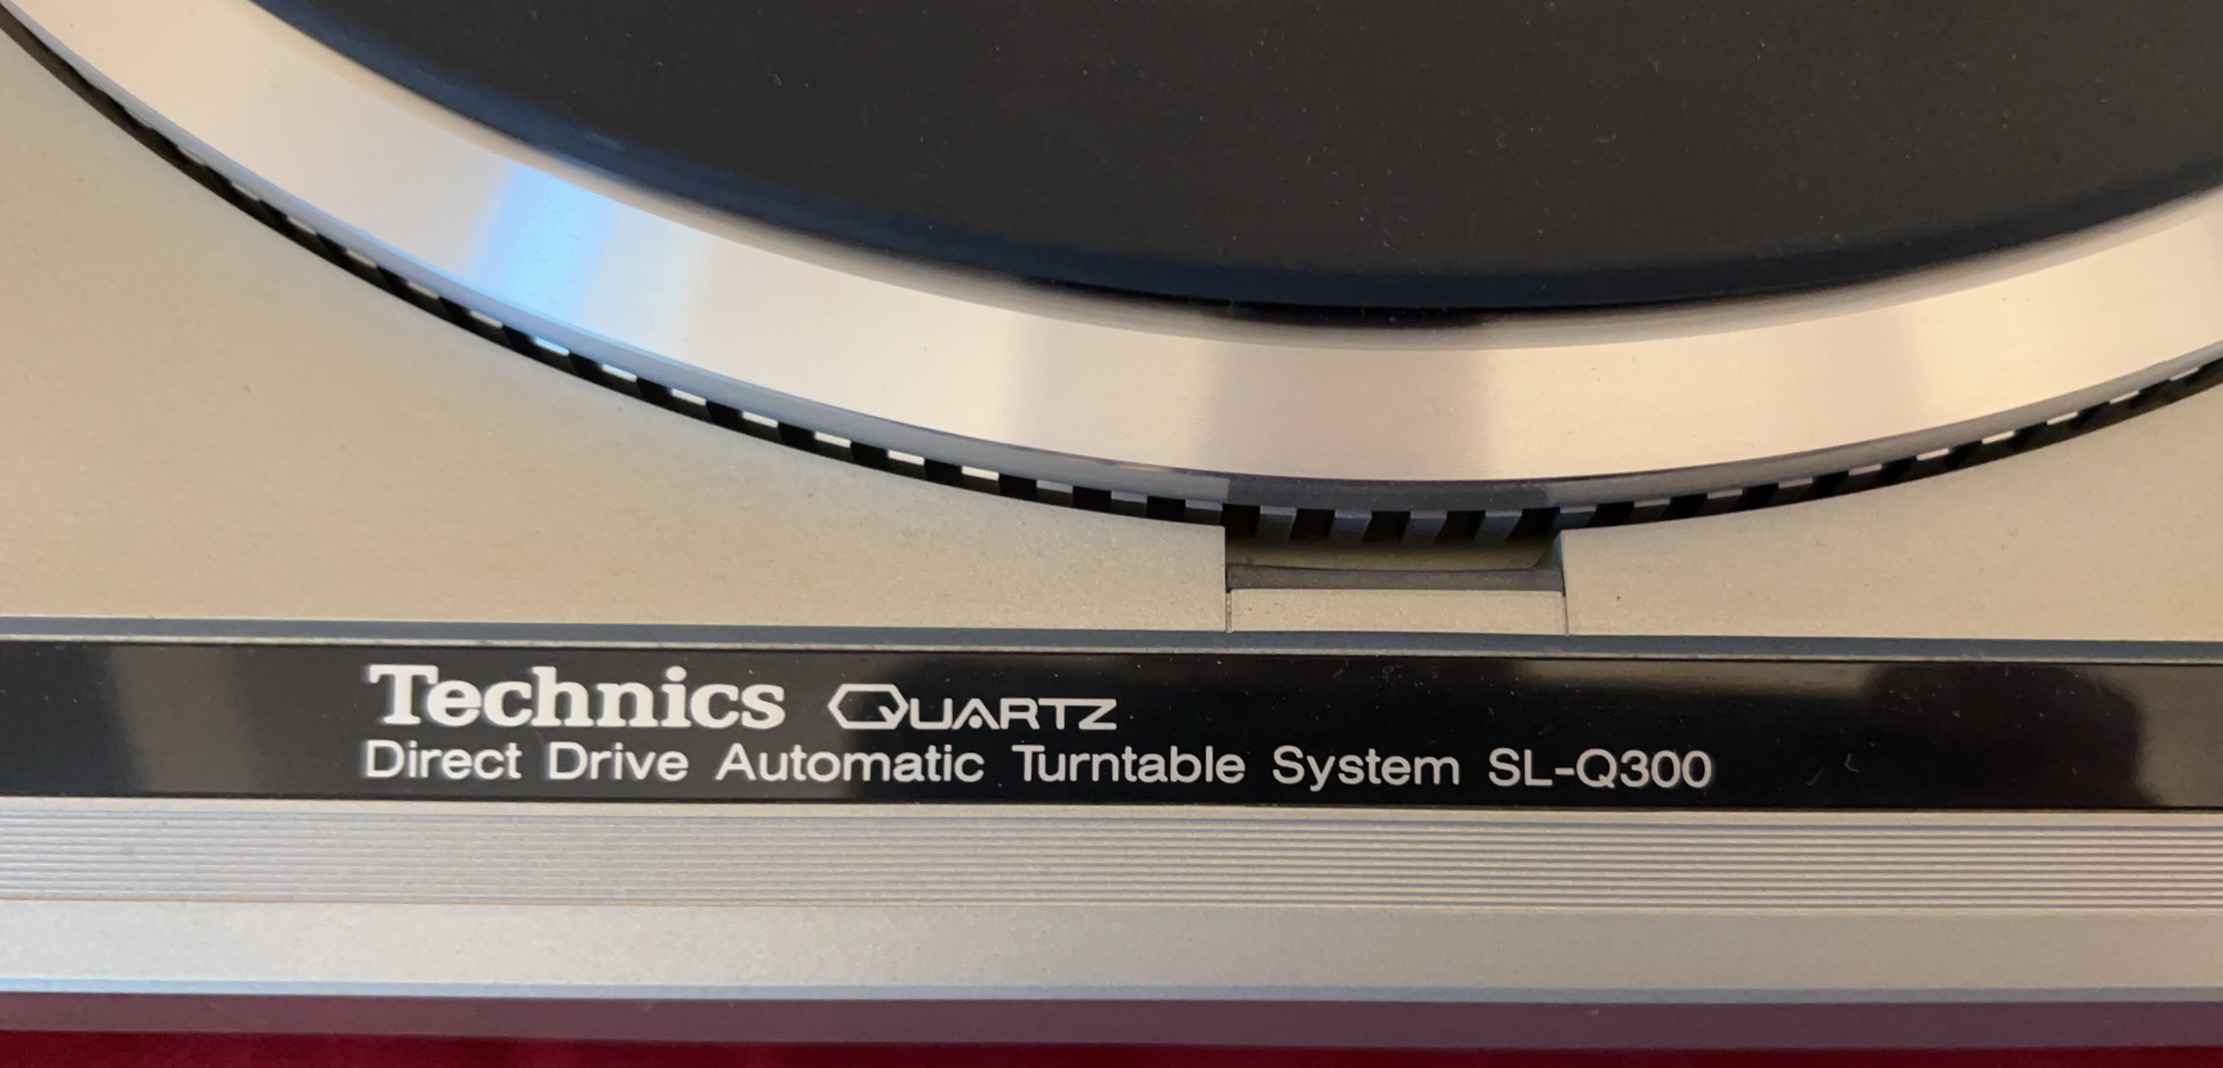 Technics QUARTZ
Direct Drive Automatic Turntable System SL-Q300